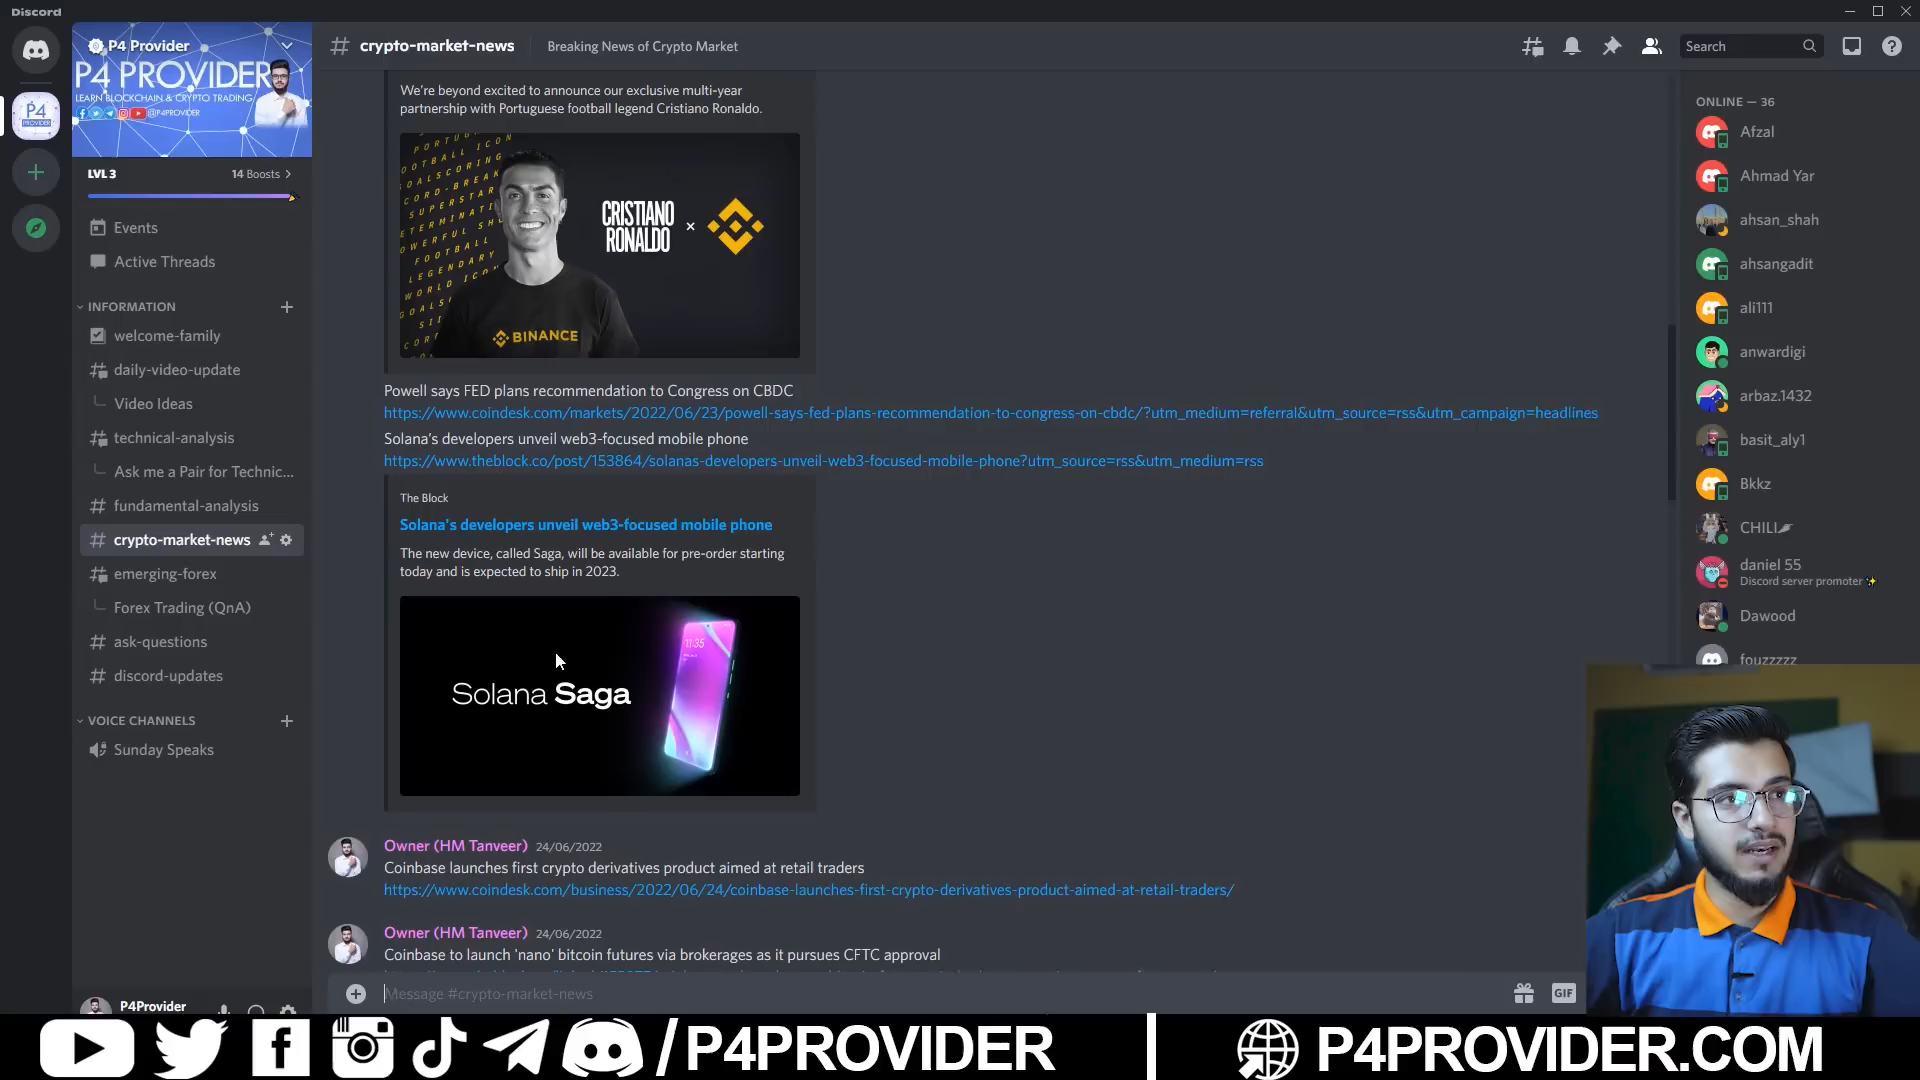 Discord
P4 Provider
P4 PROVIDER
LEARN BLOCKCHAIN & CRYPTO TRADING
@P4PROVIDER
P4
PROVIDER
LVL 3
14 Boosts
Events
Active Threads
INFORMATION
welcome-family
daily-video-update
Video Ideas
technical-analysis
Ask me a Pair for Technic...
fundamental-analysis
crypto-market-news
emerging-forex
Forex Trading (QnA)
ask-questions
discord-updates
VOICE CHANNELS
Sunday Speaks
P4Provider
crypto-market-news
Breaking News of Crypto Market
Search
We're beyond excited to announce our exclusive multi-year
partnership with Portuguese football legend Cristiano Ronaldo.
CRISTIANO
RONALDO
×
BINANCE
Powell says FED plans recommendation to Congress on CBDC
https://www.coindesk.com/markets/2022/06/23/powell-says-fed-plans-recommendation-to-congress-on-cbdc/?utm_medium=referral&utm_source=rss&utm_campaign=headlines
Solana's developers unveil web3-focused mobile phone
https://www.theblock.co/post/153864/solanas-developers-unveil-web3-focused-mobile-phone?utm_source=rss&utm_medium=rss
The Block
Solana's developers unveil web3-focused mobile phone
The new device, called Saga, will be available for pre-order starting
today and is expected to ship in 2023.
Solana Saga
11:35
Owner (HM Tanveer) 24/06/2022
Coinbase launches first crypto derivatives product aimed at retail traders
https://www.coindesk.com/business/2022/06/24/coinbase-launches-first-crypto-derivatives-product-aimed-at-retail-traders/
Owner (HM Tanveer) 24/06/2022
Coinbase to launch 'nano' bitcoin futures via brokerages as it pursues CFTC approval
Message #crypto-market-news
GIF
ONLINE — 36
Afzal
Ahmad Yar
ahsan_shah
ahsangadit
ali111
anwardigi
arbaz.1432
basit_aly1
Bkkz
CHILI
daniel 55
Discord server promoter
Dawood
fouzzzzz
/P4PROVIDER
P4PROVIDER.COM